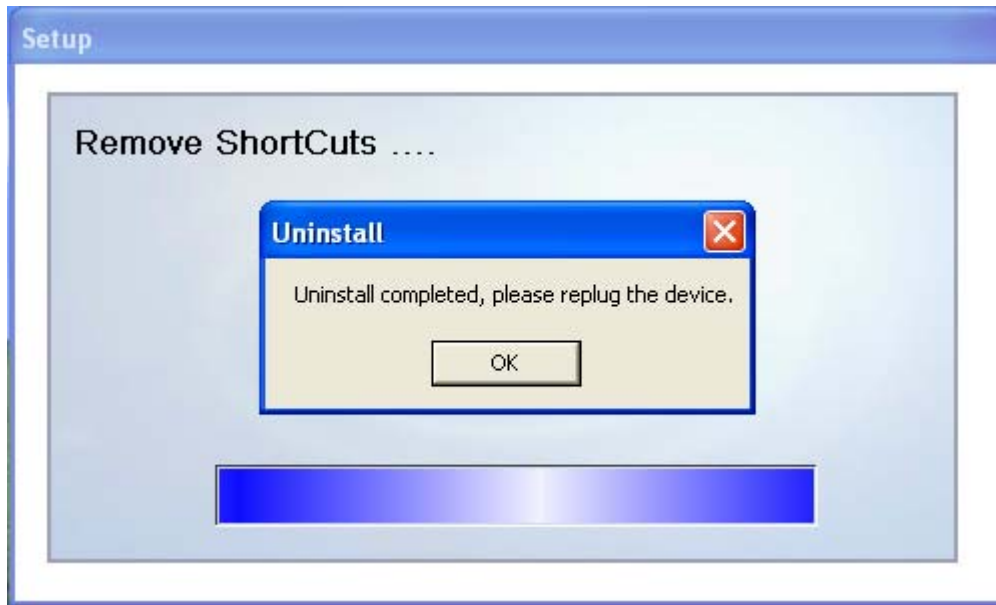 Setup
Remove ShortCuts ....
Uninstall
Uninstall completed, please replug the device.
OK